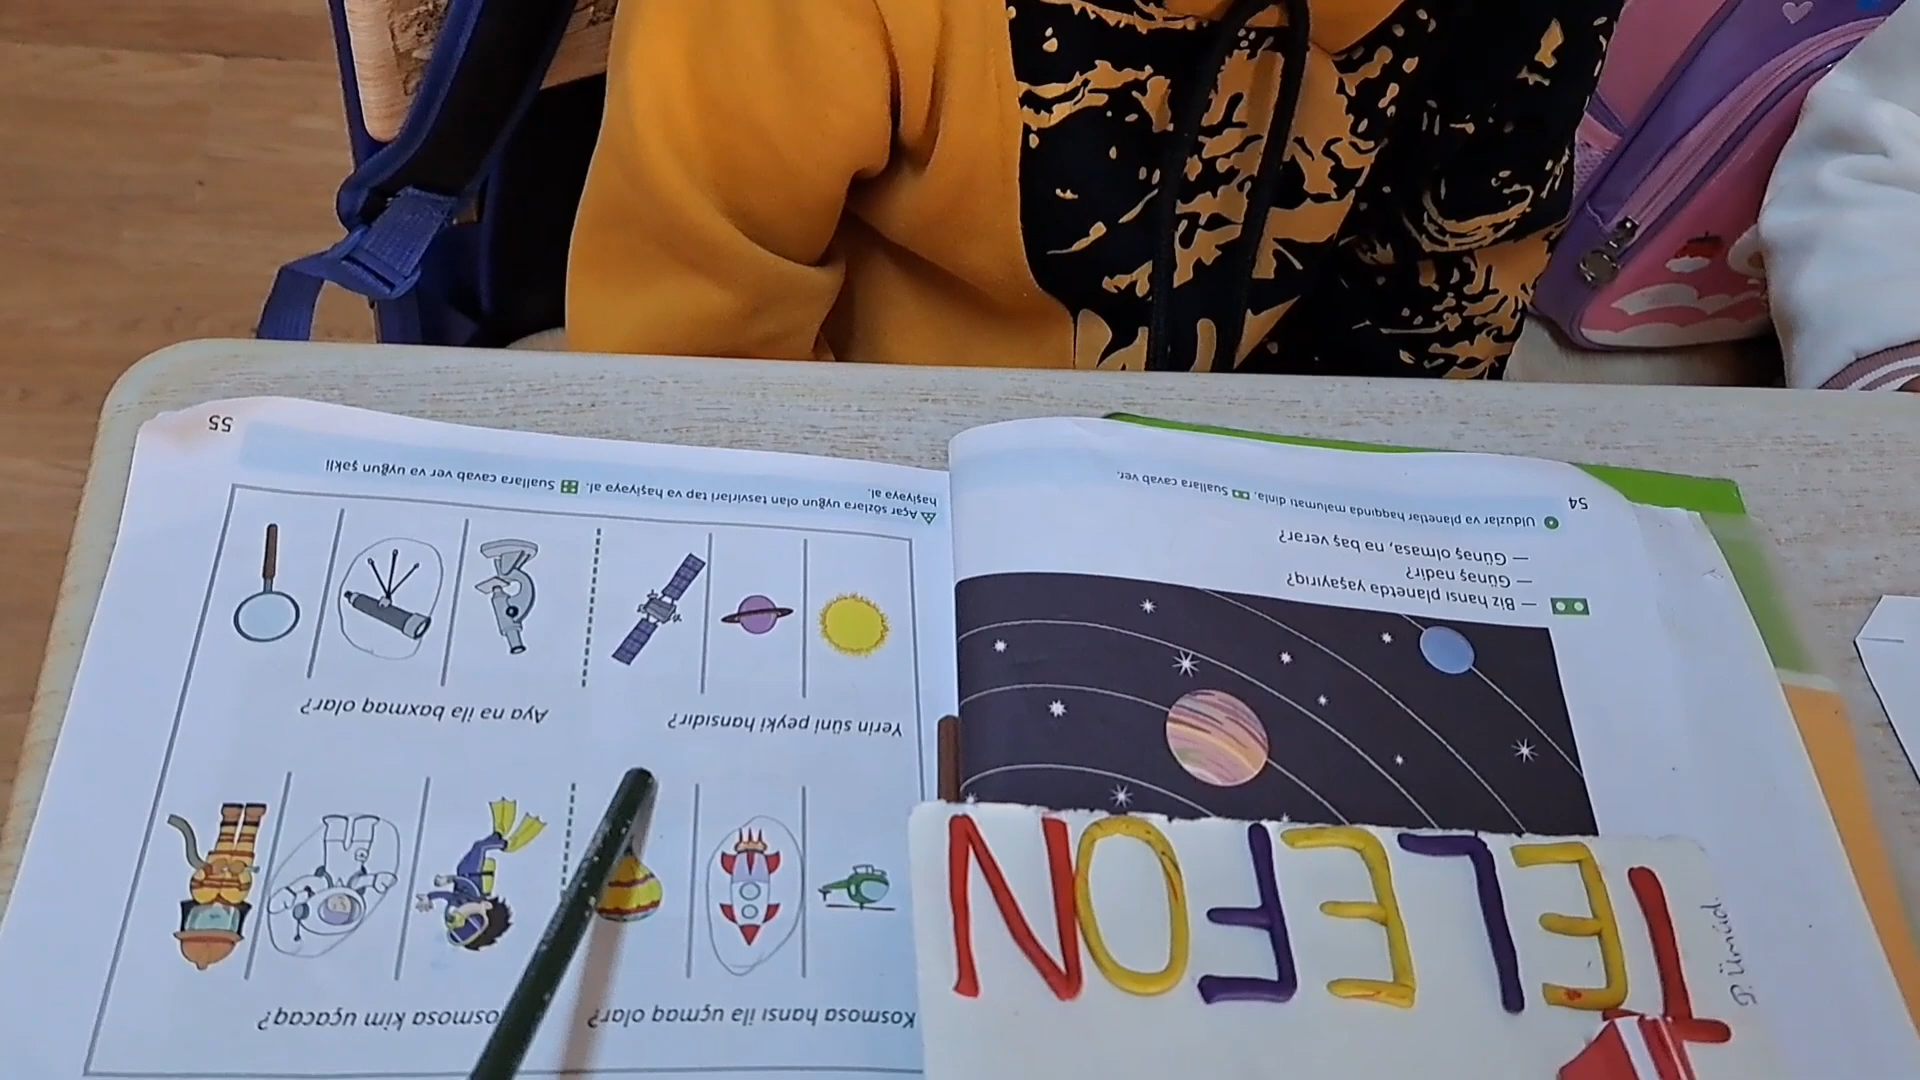 Biz hansı planetdə yaşayırıq?
— Günəş nədir?
— Günəş olmasa, nə baş verər?
54
Ulduzlar və planetlər haqqında məlumatı dinlə. Suallara cavab ver.
Kosmosa hansı ilə uçmaq olar?
osmosa kim uçacaq?
Yerin süni peyki hansıdır?
Aya nə ilə baxmaq olar?
Açar sözlərə uyğun olan təsvirləri tap və haşiyəyə al. Suallara cavab ver və uyğun şəkli
haşiyəyə al.
55
TELEFON